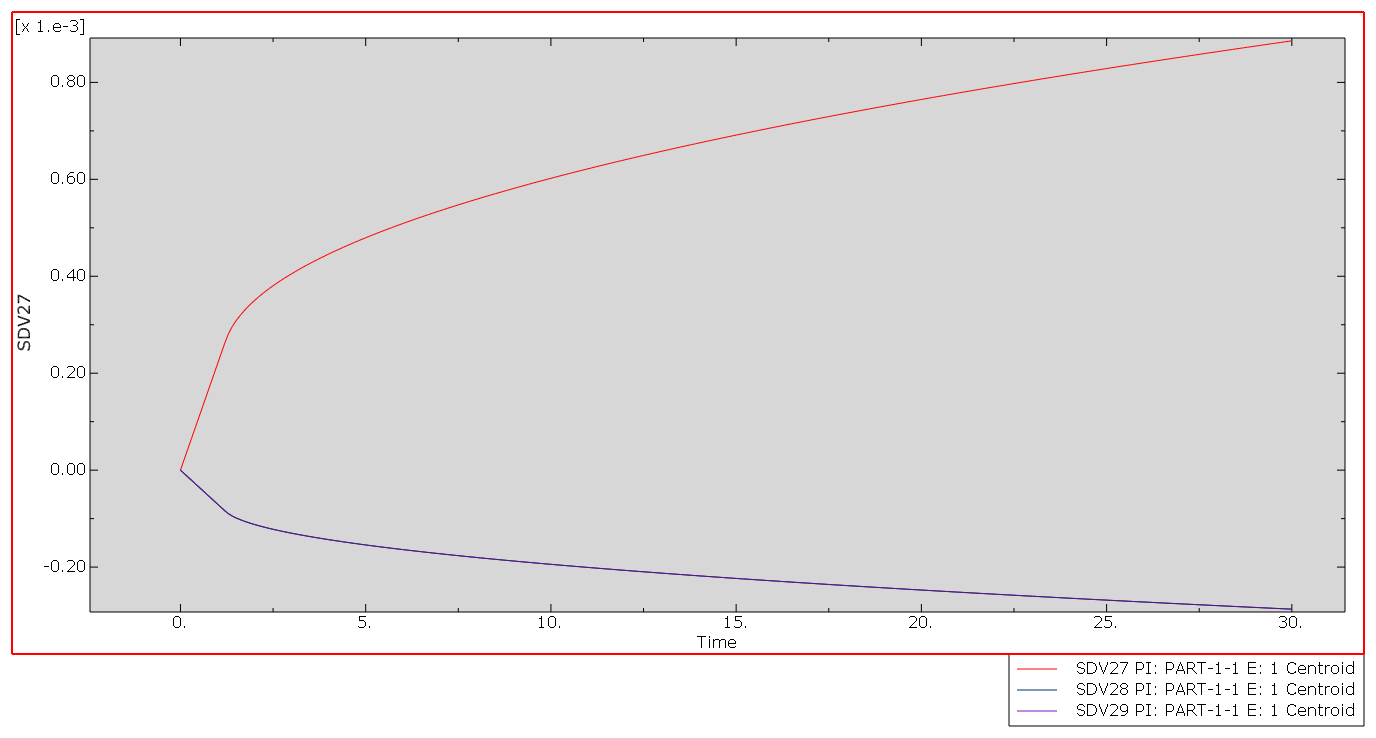 [x 1.e-3]
0.80
0.60
0.40
0.20
0.00
-0.20
SDV27
0. 5. 10. 15. 20. 25. 30.
Time
SDV27 PI: PART-1-1 E: 1 Centroid
SDV28 PI: PART-1-1 E: 1 Centroid
SDV29 PI: PART-1-1 E: 1 Centroid